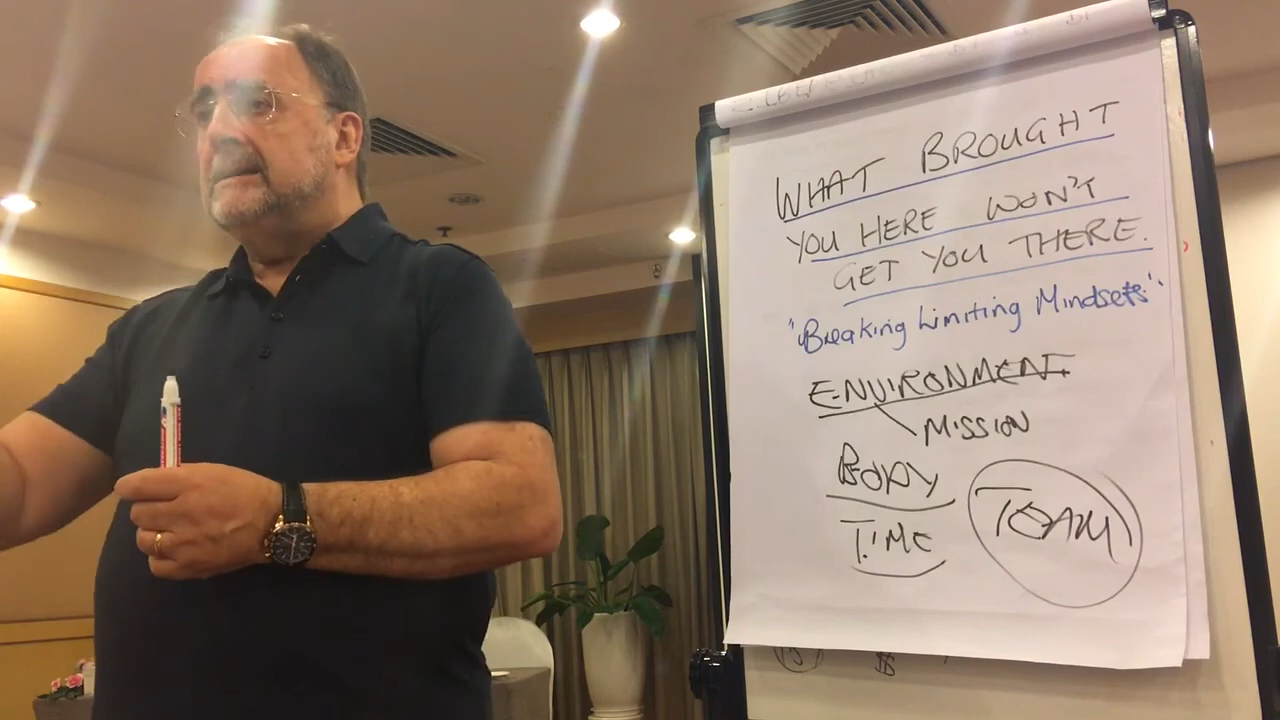 WHAT BROUGHT
YOU HERE WON'T
GET YOU THERE.
"Breaking Limiting Mindsets"
ENVIRONMENT
MISSION
BODY
TIME
TEAM
$